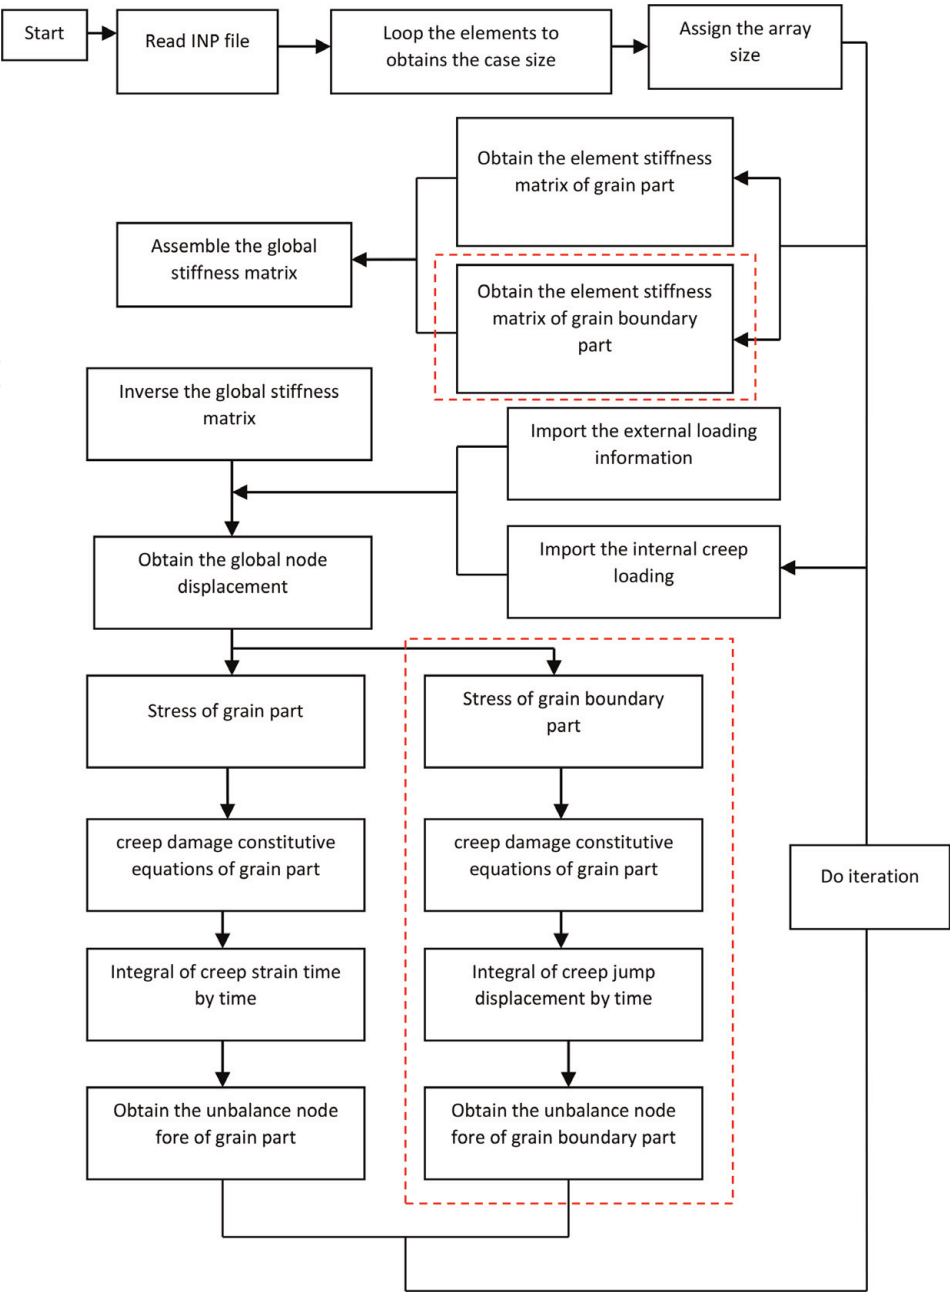 Start
Read INP file
Loop the elements to
obtains the case size
Assign the array
size
Obtain the element stiffness
matrix of grain part
Assemble the global
stiffness matrix
Obtain the element stiffness
matrix of grain boundary
part
Inverse the global stiffness
matrix
Import the external loading
information
Obtain the global node
displacement
Import the internal creep
loading
Stress of grain part
Stress of grain boundary
part
creep damage constitutive
equations of grain part
creep damage constitutive
equations of grain part
Do iteration
Integral of creep strain time
by time
Integral of creep jump
displacement by time
Obtain the unbalance node
fore of grain part
Obtain the unbalance node
fore of grain boundary part